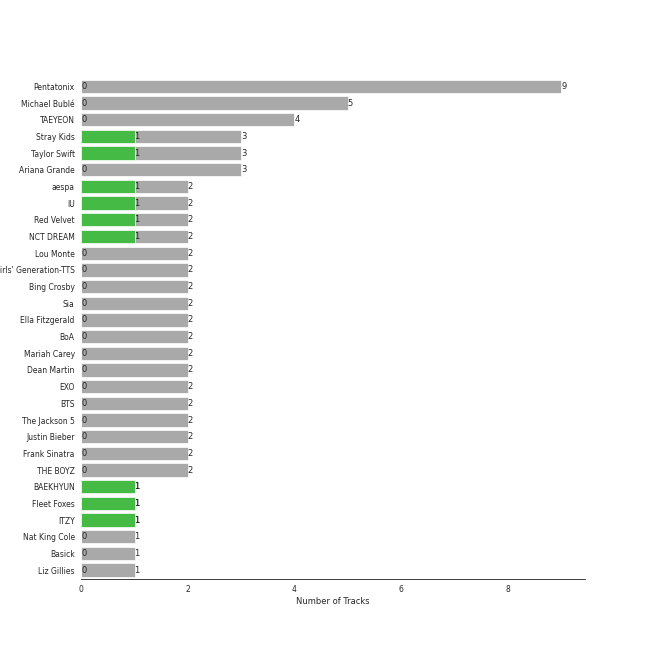 Pentatonix 0 9
Michael Bublé 0 5
TAEYEON 0 4
Stray Kids 1 3
Taylor Swift 1 3
Ariana Grande 0 3
aespa 1 2
IU 1 2
Red Velvet 1 2
NCT DREAM 1 2
Lou Monte 0 2
irls' Generation-TTS 0 2
Bing Crosby 0 2
Sia 0 2
Ella Fitzgerald 0 2
BoA 0 2
Mariah Carey 0 2
Dean Martin 0 2
EXO 0 2
BTS 0 2
The Jackson 5 0 2
Justin Bieber 0 2
Frank Sinatra 0 2
THE BOYZ 0 2
BAEKHYUN 1
Fleet Foxes 1
ITZY 1
Nat King Cole 0 1
Basick 0 1
Liz Gillies 0 1
0 2 4 6 8
Number of Tracks